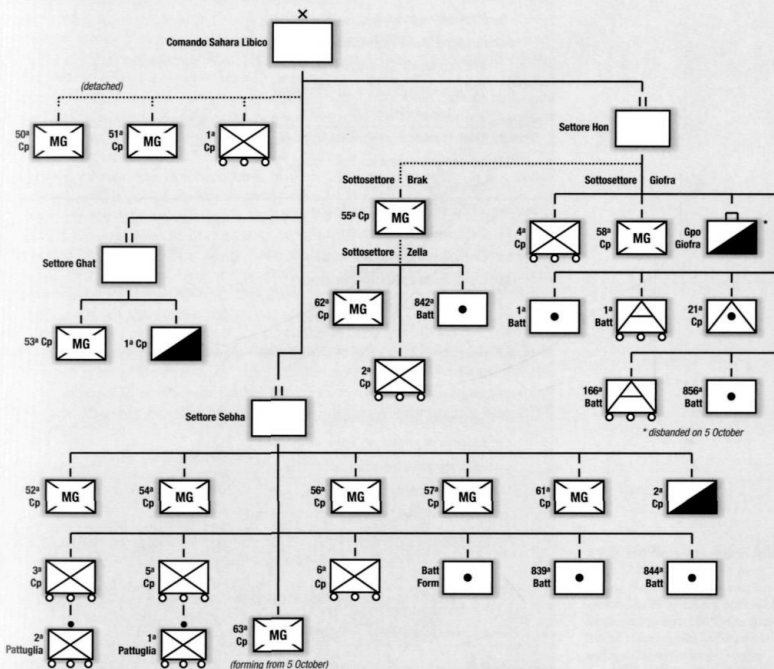 Comando Sahara Libico
(detached)
50ª
Cp
MG
51ª
Cp
MG
1ª
Cp
Settore Hon
Sottosettore Brak
Sottosettore Giofra
55ª Cp
MG
4ª
Cp
58ª
Cp
MG
Gpo
Giofra
*
Settore Ghat
Sottosettore Zella
53ª Cp
MG
1ª Cp
62ª
Cp
MG
842ª
Batt
1ª
Batt
1ª
Batt
21ª
Cp
2ª
Cp
166ª
Batt
856ª
Batt
* disbanded on 5 October
Settore Sebha
52ª
Cp
MG
54ª
Cp
MG
56ª
Cp
MG
57ª
Cp
MG
61ª
Cp
MG
2ª
Cp
3ª
Cp
5ª
Cp
6ª
Cp
Batt
Form
839ª
Batt
844ª
Batt
2ª
Pattuglia
1ª
Pattuglia
63ª
Cp
MG
(forming from 5 October)